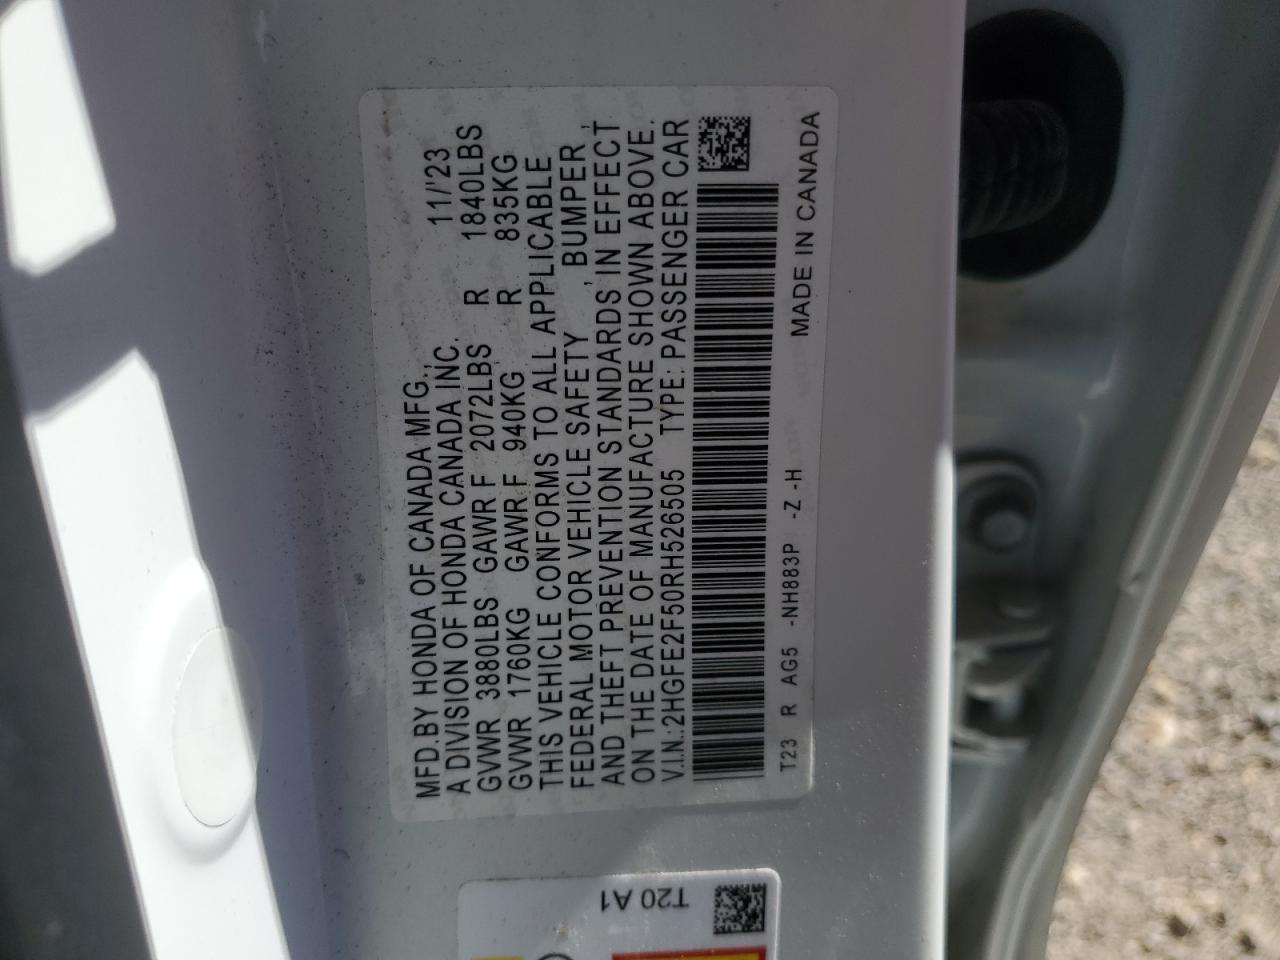 MFD. BY HONDA OF CANADA MFG., 11/'23
A DIVISION OF HONDA CANADA INC.
GVWR 3880LBS GAWR F 2072LBS R 1840LBS
GVWR 1760KG GAWR F 940KG R 835KG
THIS VEHICLE CONFORMS TO ALL APPLICABLE
FEDERAL MOTOR VEHICLE SAFETY , BUMPER ,
AND THEFT PREVENTION STANDARDS IN EFFECT
ON THE DATE OF MANUFACTURE SHOWN ABOVE.
V.I.N.: 2HGFE2F50RH526505 TYPE: PASSENGER CAR
T23 R AG5 -NH883P -Z -H MADE IN CANADA
T20 A1